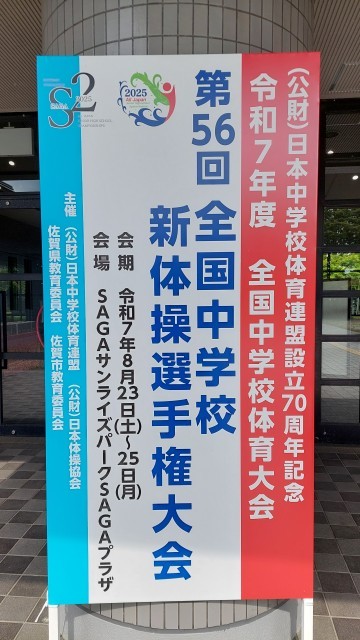 (公財)日本中学校体育連盟設立70周年記念
令和7年度 全国中学校体育大会
第56回 全国中学校
新体操選手権大会
会期 令和7年8月23日(土)～25日(月)
会場 SAGAサンライズパークSAGAプラザ
主催 (公財)日本中学校体育連盟 (公財)日本体操協会
佐賀県教育委員会 佐賀市教育委員会
S2
2025
2025
All Japan